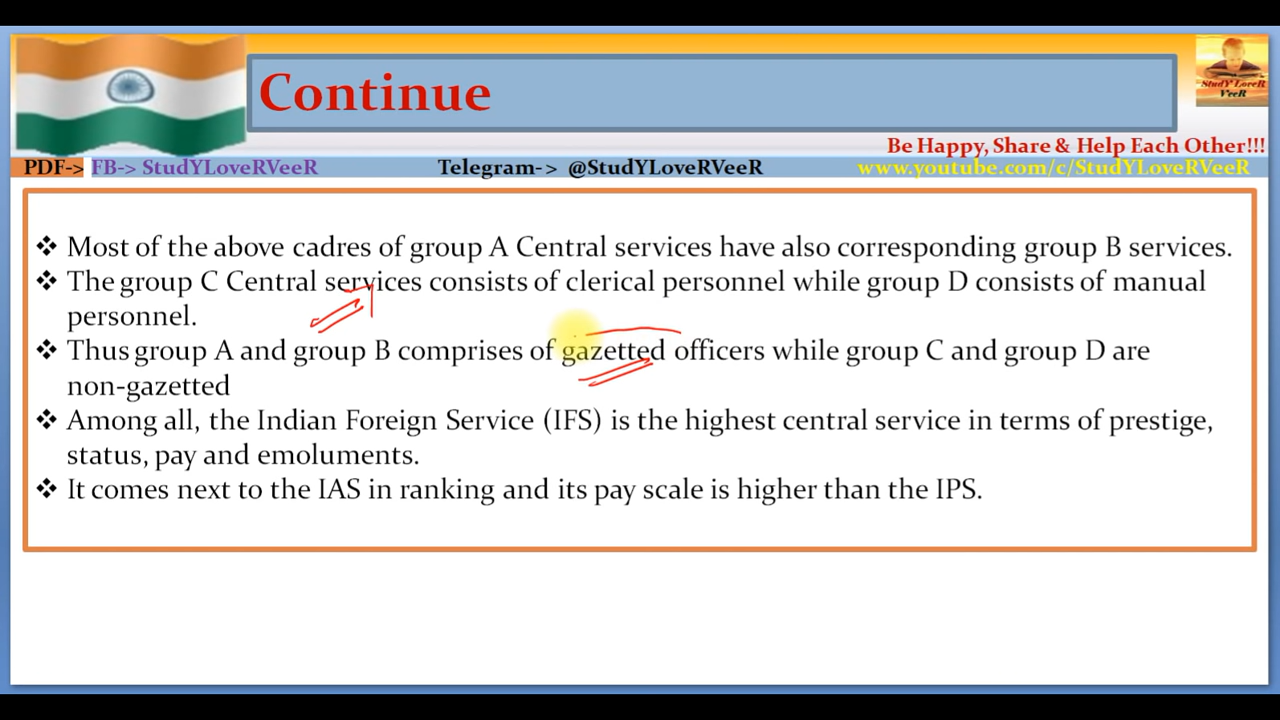 Continue
StudY LoveR
VeeR
Be Happy, Share & Help Each Other!!!
PDF-> FB-> StudYLoveRVeeR Telegram-> @StudYLoveRVeeR www.youtube.com/c/StudYLoveRVeeR
❖ Most of the above cadres of group A Central services have also corresponding group B services.
❖ The group C Central services consists of clerical personnel while group D consists of manual
personnel.
❖ Thus group A and group B comprises of gazetted officers while group C and group D are
non-gazetted
❖ Among all, the Indian Foreign Service (IFS) is the highest central service in terms of prestige,
status, pay and emoluments.
❖ It comes next to the IAS in ranking and its pay scale is higher than the IPS.